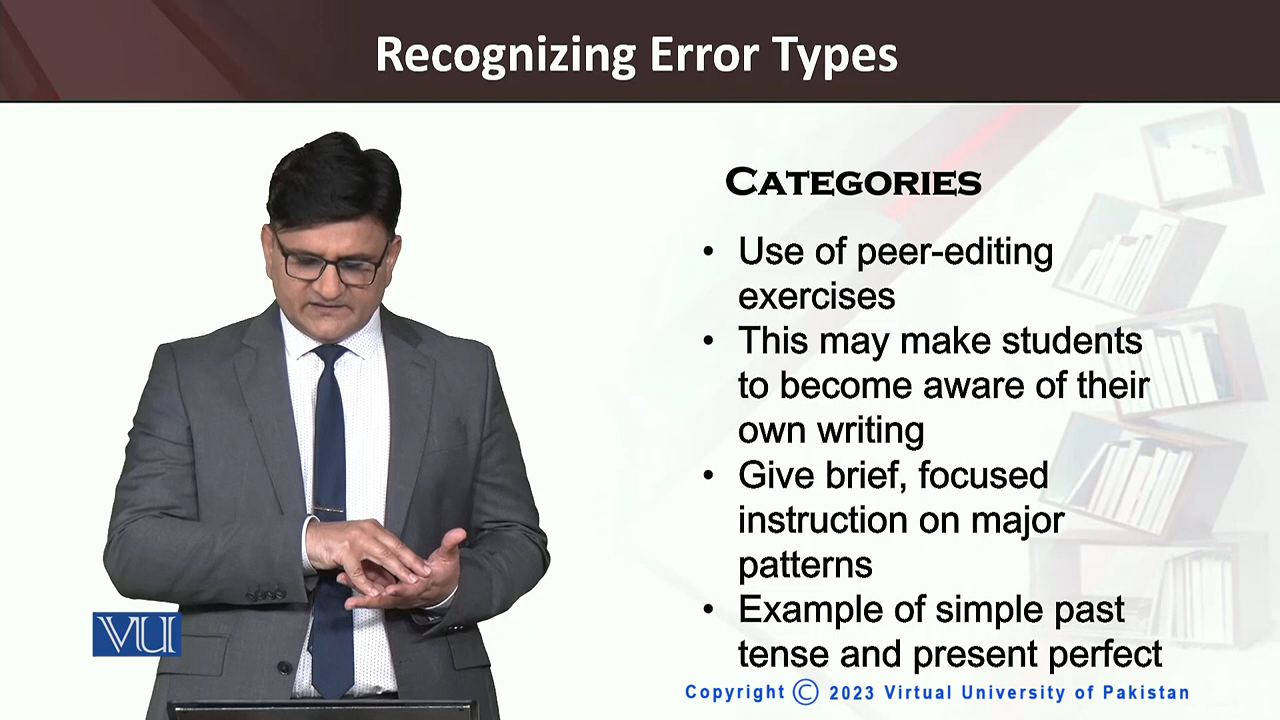 Recognizing Error Types
CATEGORIES
• Use of peer-editing
exercises
• This may make students
to become aware of their
own writing
• Give brief, focused
instruction on major
patterns
• Example of simple past
tense and present perfect
VU
Copyright © 2023 Virtual University of Pakistan